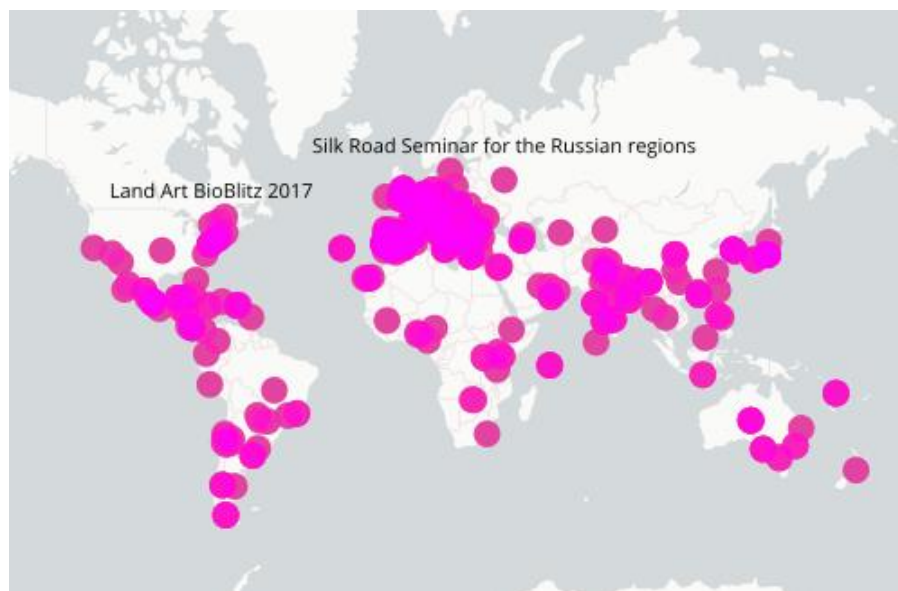 Silk Road Seminar for the Russian regions
Land Art BioBlitz 2017